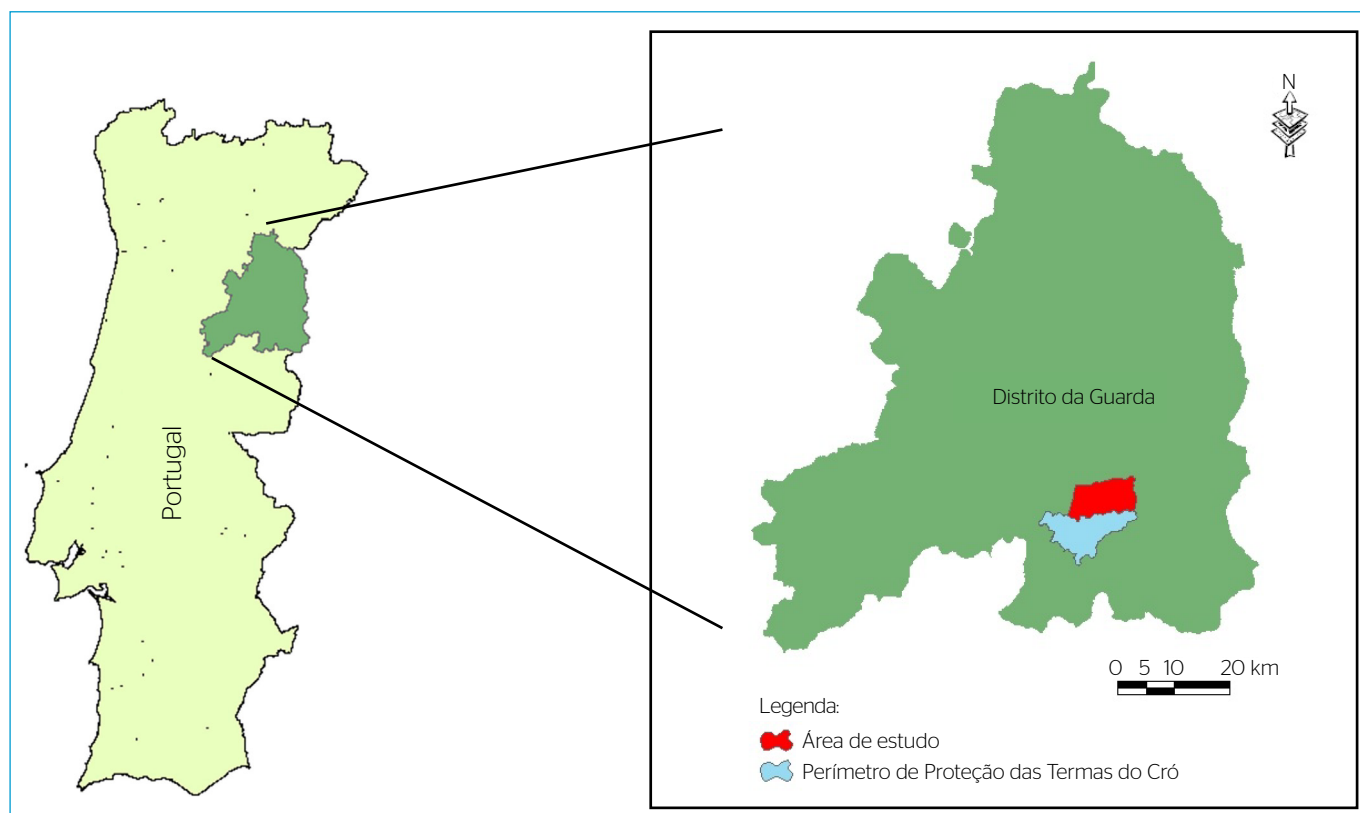 Portugal
N
Distrito da Guarda
0 5 10 20 km
Legenda:
Área de estudo
Perímetro de Proteção das Termas do Cró